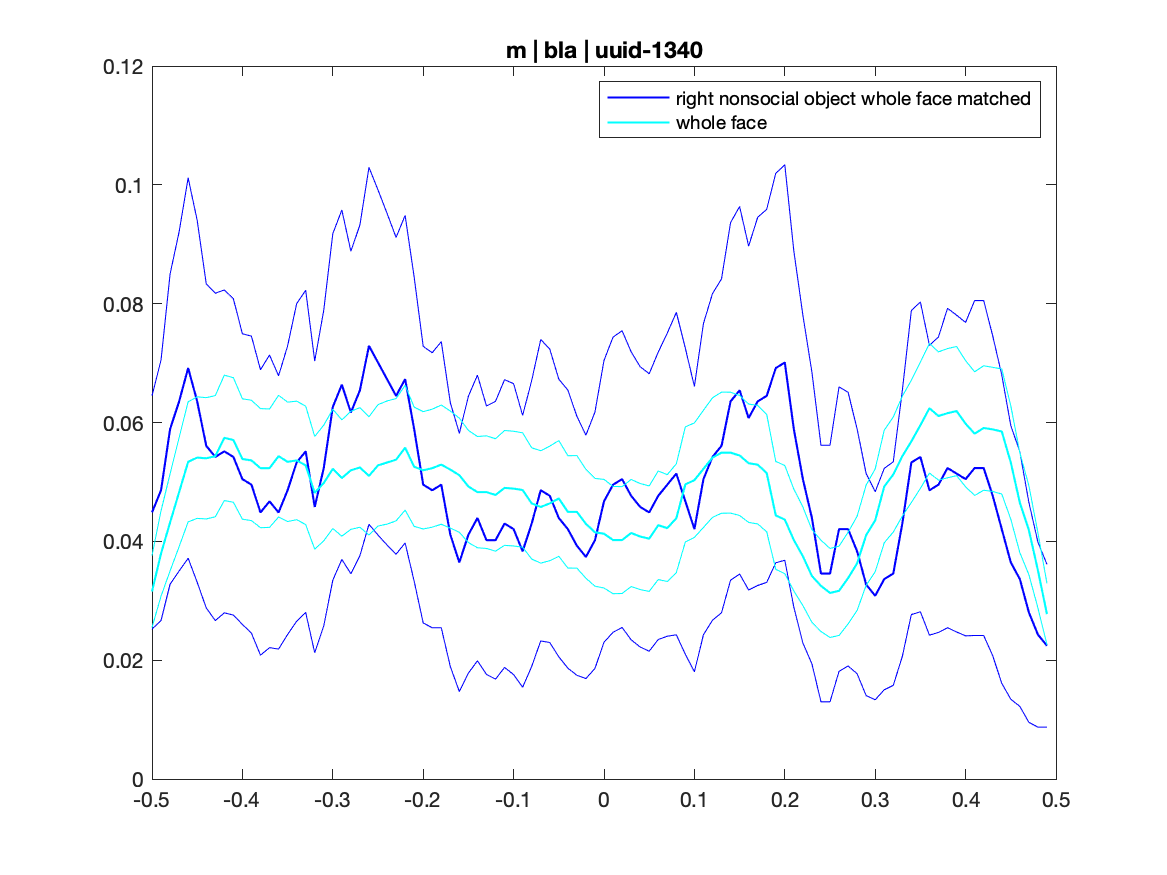 m | bla | uuid-1340
right nonsocial object whole face matched
whole face
0.12
0.1
0.08
0.06
0.04
0.02
0
-0.5 -0.4 -0.3 -0.2 -0.1 0 0.1 0.2 0.3 0.4 0.5